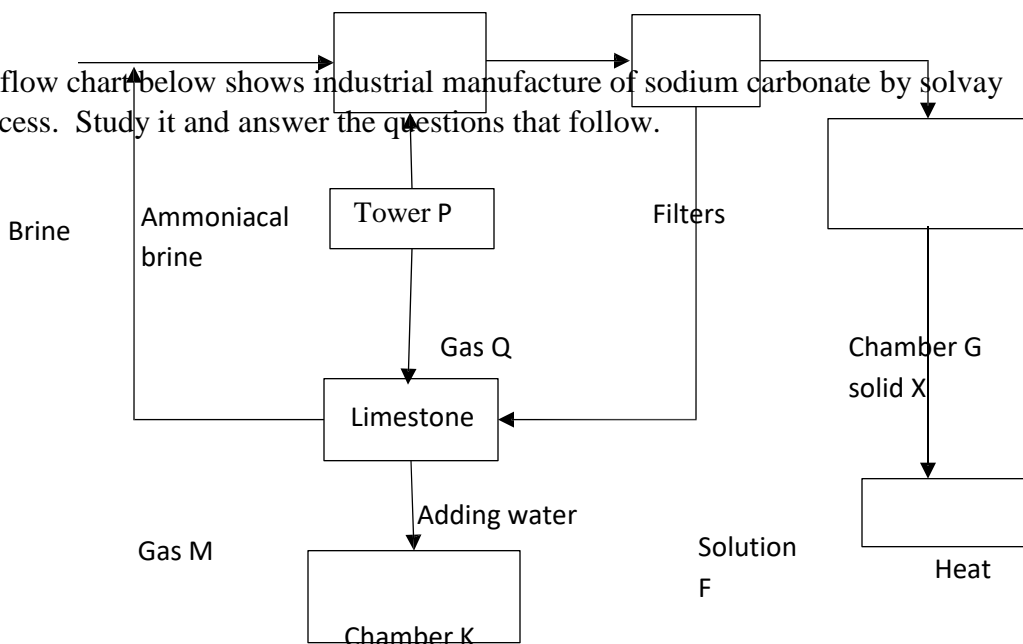 flow chart below shows industrial manufacture of sodium carbonate by solvay
cess. Study it and answer the questions that follow.
Tower P
Brine
Ammoniacal
brine
Filters
Gas Q
Chamber G
solid X
Limestone
Adding water
Gas M
Solution
F
Heat
Chamber K